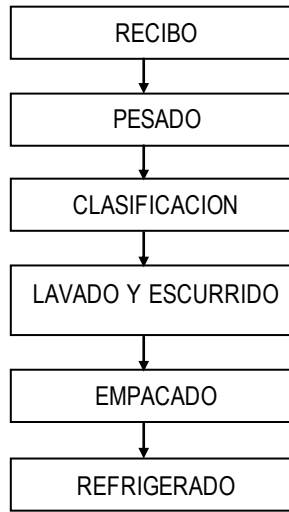 RECIBO
PESADO
CLASIFICACION
LAVADO Y ESCURRIDO
EMPACADO
REFRIGERADO